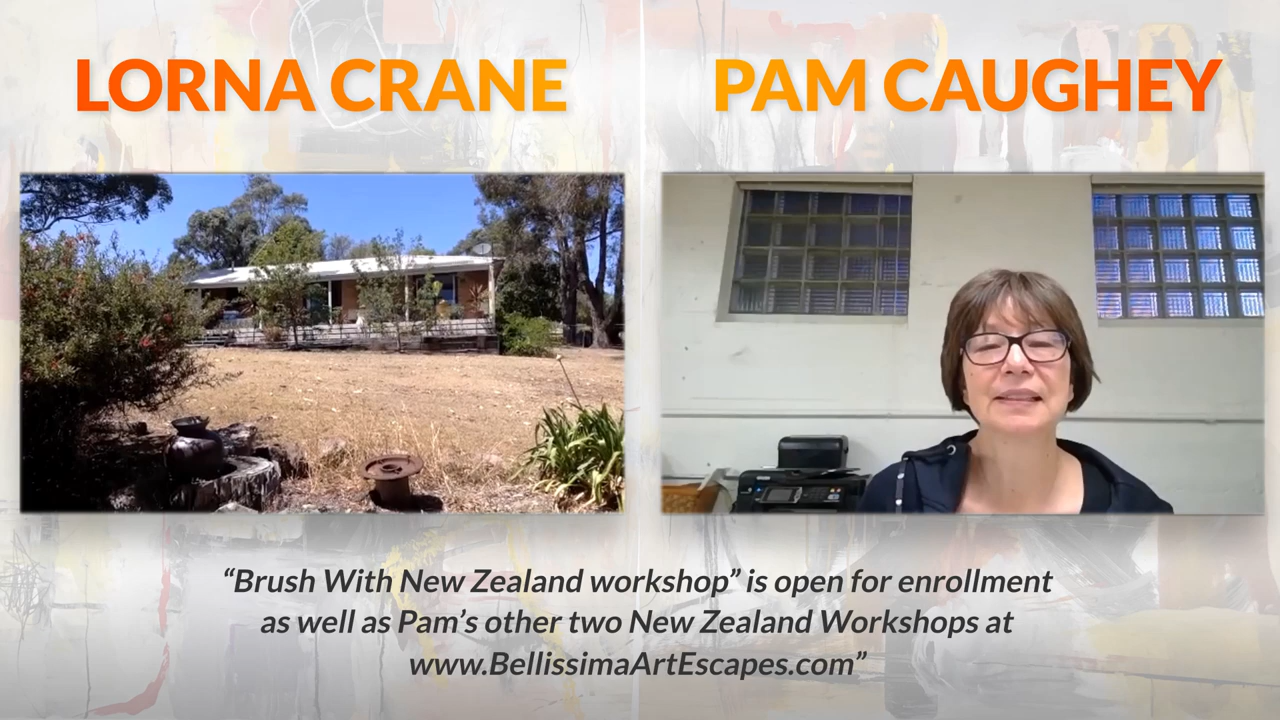 LORNA CRANE
PAM CAUGHEY
“Brush With New Zealand workshop” is open for enrollment
as well as Pam’s other two New Zealand Workshops at
www.BellissimaArtEscapes.com”